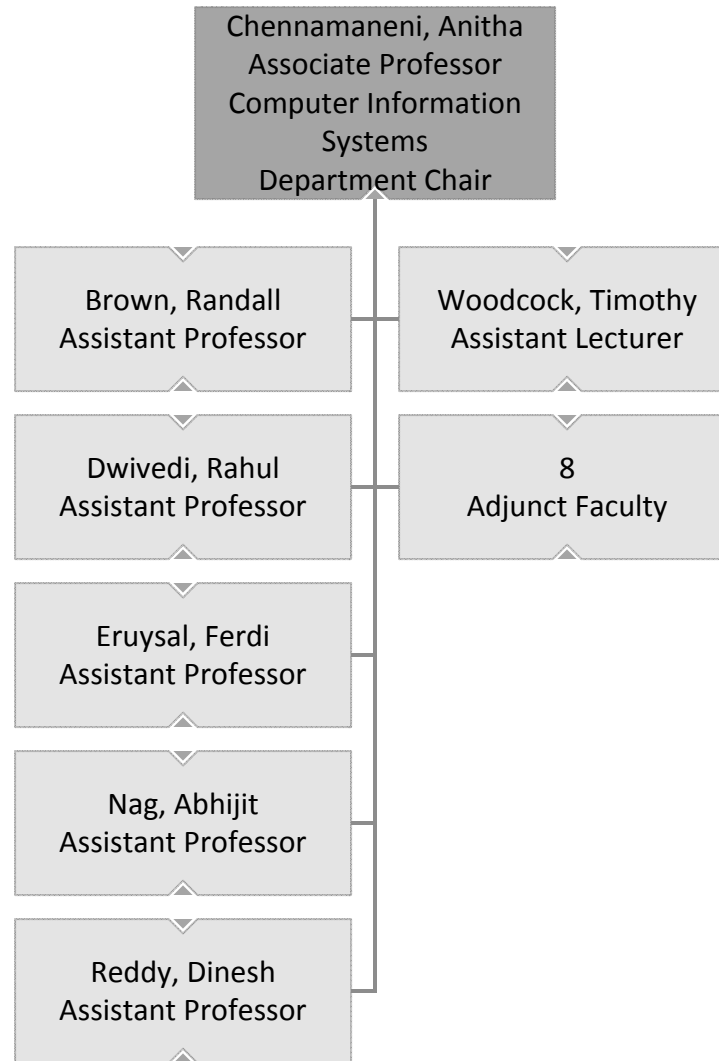 Chennamaneni, Anitha
Associate Professor
Computer Information
Systems
Department Chair
Brown, Randall
Assistant Professor
Woodcock, Timothy
Assistant Lecturer
Dwivedi, Rahul
Assistant Professor
8
Adjunct Faculty
Eruysal, Ferdi
Assistant Professor
Nag, Abhijit
Assistant Professor
Reddy, Dinesh
Assistant Professor